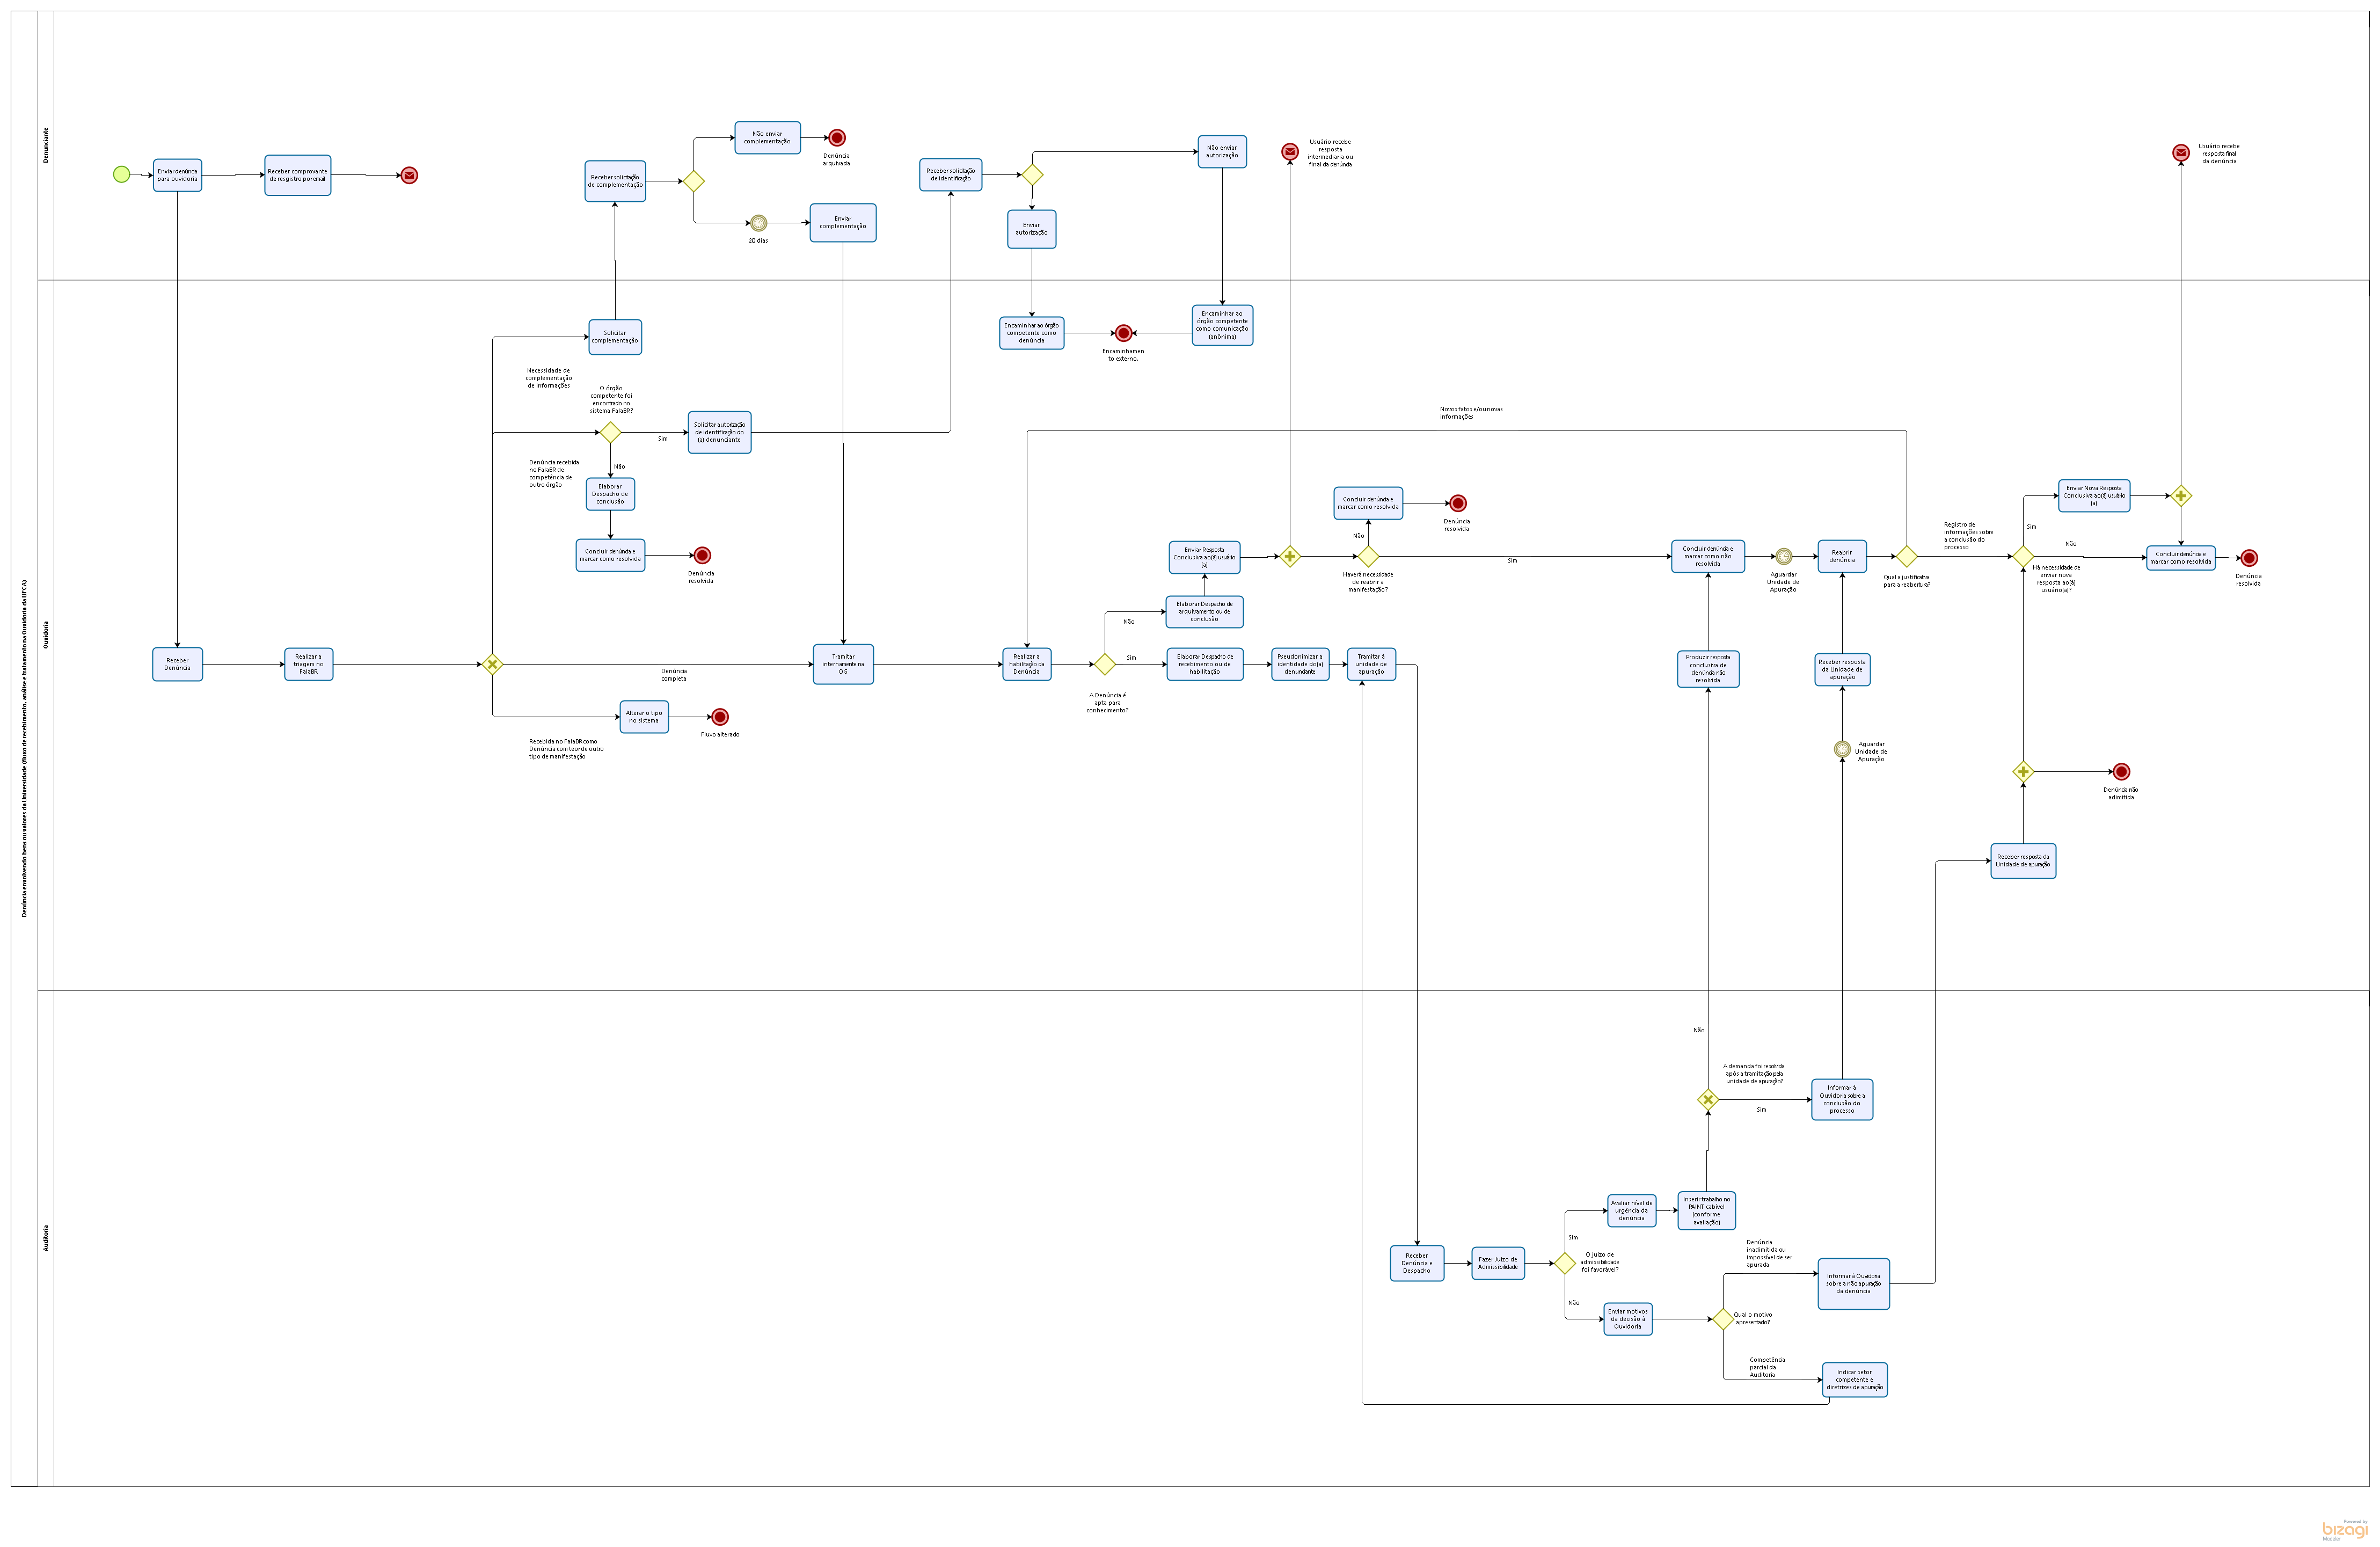 Denúncia envolvendo bens ou valores da Universidade (fluxo de recebimento, análise e tratamento na Ouvidoria da UFCA)
Denunciante
Enviar denúncia
para ouvidoria
Receber comprovante
de resgistro por email
Receber solicitação
de complementação
Não enviar
complementação
Denúncia
arquivada
20 dias
Enviar
complementação
Receber solicitação
de identificação
Enviar
autorização
Não enviar
autorização
Usuário recebe
resposta
intermediaria ou
final da denúncia
Usuário recebe
resposta final
da denúncia
Ouvidoria
Solicitar
complementação
Necessidade de
complementação
de informações
O órgão
competente foi
encontrado no
sistema FalaBR?
Sim
Solicitar autorização
de identificação do
(a) denunciante
Denúncia recebida
no FalaBR de
competência de
outro órgão
Não
Elaborar
Despacho de
conclusão
Concluir denúncia e
marcar como resolvida
Denúncia
resolvida
Encaminhar ao órgão
competente como
denúncia
Encaminhamen
to externo.
Encaminhar ao
órgão competente
como comunicação
(anônima)
Receber
Denúncia
Realizar a
triagem no
FalaBR
Denúncia
completa
Alterar o tipo
no sistema
Fluxo alterado
Recebida no FalaBR como
Denúncia com teor de outro
tipo de manifestação
Tramitar
internamente na
OG
Realizar a
habilitação da
Denúncia
A Denúncia é
apta para
conhecimento?
Não
Elaborar Despacho de
arquivamento ou de
conclusão
Enviar Resposta
Conclusiva ao(à) usuário
(a)
Sim
Elaborar Despacho de
recebimento ou de
habilitação
Pseudonimizar a
identidade do(a)
denunciante
Tramitar à
unidade de
apuração
Concluir denúncia e
marcar como resolvida
Denúncia
resolvida
Não
Haverá necessidade
de reabrir a
manifestação?
Sim
Novos fatos e/ou novas
informações
Concluir denúncia e
marcar como não
resolvida
Aguardar
Unidade de
Apuração
Reabrir
denúncia
Qual a justificativa
para a reabertura?
Registro de
informações sobre
a conclusão do
processo
Há necessidade de
enviar nova
resposta ao(à)
usuário(a)?
Sim
Enviar Nova Resposta
Conclusiva ao(à) usuário
(a)
Não
Concluir denúncia e
marcar como resolvida
Denúncia
resolvida
Produzir resposta
conclusiva de
denúncia não
resolvida
Receber resposta
da Unidade de
apuração
Aguardar
Unidade de
Apuração
Denúnda não
adimitida
Receber resposta da
Unidade de apuração
Auditoria
Não
A demanda foi resolvida
após a tramitação pela
unidade de apuração?
Sim
Informar à
Ouvidoria sobre a
conclusão do
processo
Avaliar nível de
urgência da
denúncia
Inserir trabalho no
PAINT cabível
(conforme
avaliação)
Receber
Denúncia e
Despacho
Fazer Juízo de
Admissibilidade
Sim
O juízo de
admissibilidade
foi favorável?
Não
Enviar motivos
da decisão à
Ouvidoria
Qual o motivo
apresentado?
Denúncia
inadimitida ou
impossível de ser
apurada
Informar à Ouvidoria
sobre a não apuração
da denúncia
Competência
parcial da
Auditoria
Indicar setor
competente e
diretrizes de apuração
Powered by
bizagi
Modeler